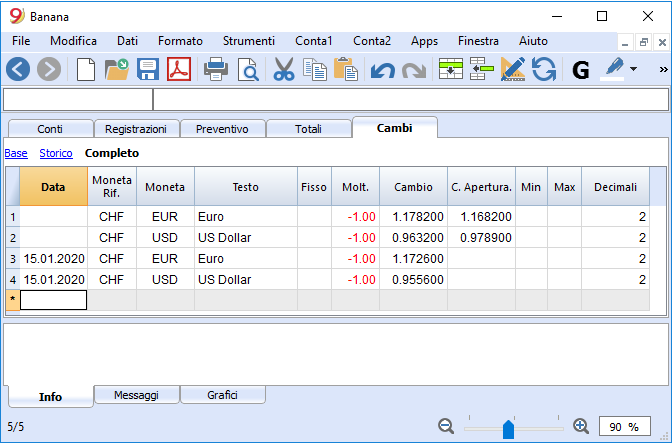 9 Banana
File Modifica Dati Formato Strumenti Conta1 Conta2 Apps Finestra Aiuto
G »
Conti Registrazioni Preventivo Totali Cambi
Base Storico Completo
Data Moneta Rif. Moneta Testo Fisso Molt. Cambio C. Apertura. Min Max Decimali
1 CHF EUR Euro -1.00 1.178200 1.168200 2
2 CHF USD US Dollar -1.00 0.963200 0.978900 2
3 15.01.2020 CHF EUR Euro -1.00 1.172600 2
4 15.01.2020 CHF USD US Dollar -1.00 0.955600 2
*
Info Messaggi Grafici
5/5 90 %